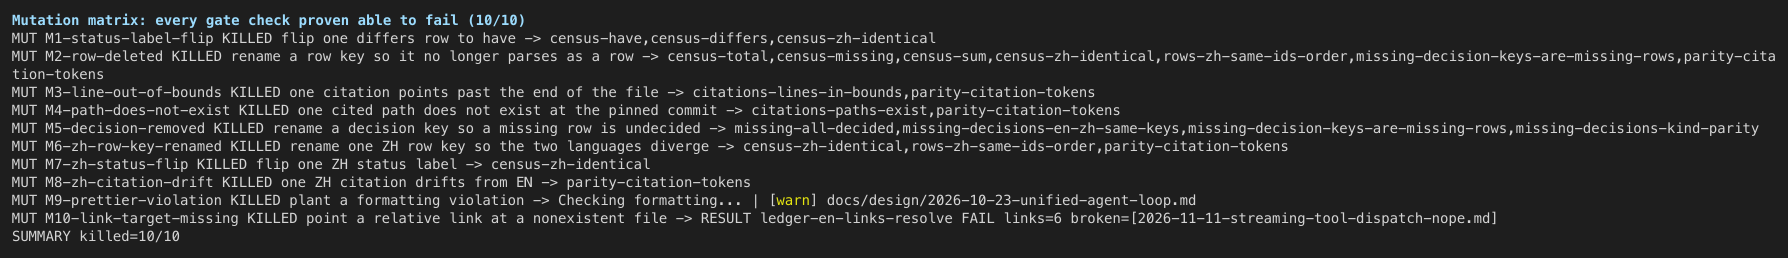 Mutation matrix: every gate check proven able to fail (10/10)
MUT M1-status-label-flip KILLED flip one differs row to have -> census-have,census-differs,census-zh-identical
MUT M2-row-deleted KILLED rename a row key so it no longer parses as a row -> census-total,census-missing,census-sum,census-zh-identical,rows-zh-same-ids-order,missing-decision-keys-are-missing-rows,parity-cita
tion-tokens
MUT M3-line-out-of-bounds KILLED one citation points past the end of the file -> citations-lines-in-bounds,parity-citation-tokens
MUT M4-path-does-not-exist KILLED one cited path does not exist at the pinned commit -> citations-paths-exist,parity-citation-tokens
MUT M5-decision-removed KILLED rename a decision key so a missing row is undecided -> missing-all-decided,missing-decisions-en-zh-same-keys,missing-decision-keys-are-missing-rows,missing-decisions-kind-parity
MUT M6-zh-row-key-renamed KILLED rename one ZH row key so the two languages diverge -> census-zh-identical,rows-zh-same-ids-order,parity-citation-tokens
MUT M7-zh-status-flip KILLED flip one ZH status label -> census-zh-identical
MUT M8-zh-citation-drift KILLED one ZH citation drifts from EN -> parity-citation-tokens
MUT M9-prettier-violation KILLED plant a formatting violation -> Checking formatting... | [warn] docs/design/2026-10-23-unified-agent-loop.md
MUT M10-link-target-missing KILLED point a relative link at a nonexistent file -> RESULT ledger-en-links-resolve FAIL links=6 broken=[2026-11-11-streaming-tool-dispatch-nope.md]
SUMMARY killed=10/10